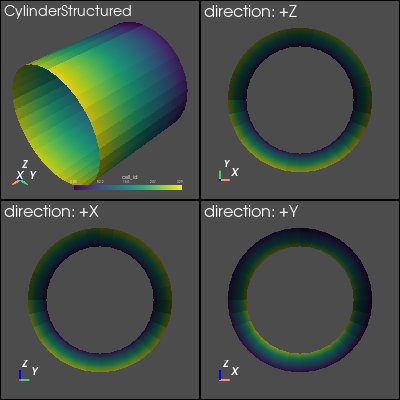 CylinderStructured
direction: +Z
Z
X Y
cell_id
Y
X
direction: +X
direction: +Y
Z
Y
Z
X